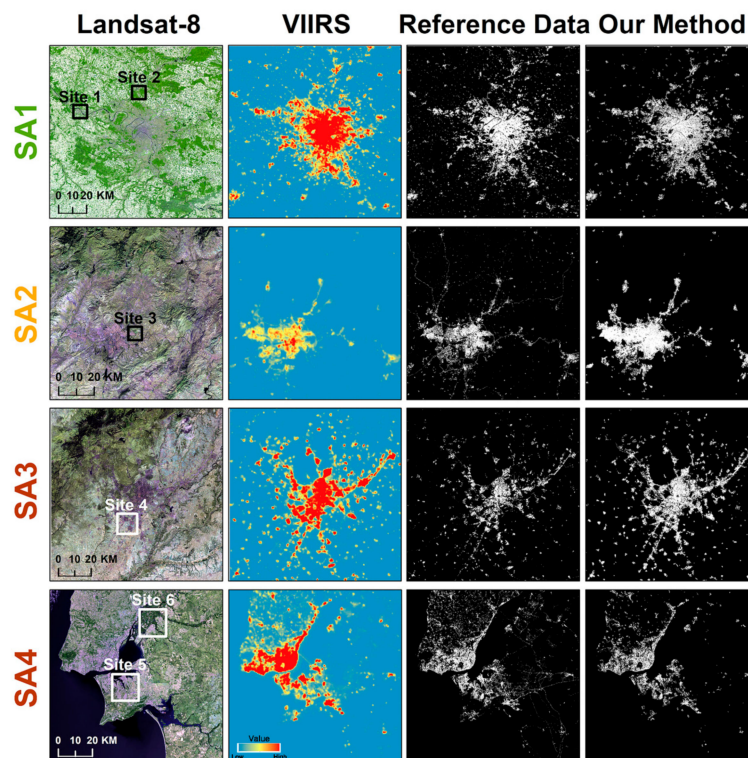 Landsat-8 VIIRS Reference Data Our Method
SA1
Site 2
Site 1
0 10 20 KM
SA2
Site 3
0 10 20 KM
SA3
Site 4
0 10 20 KM
SA4
Site 6
Site 5
0 10 20 KM
Value